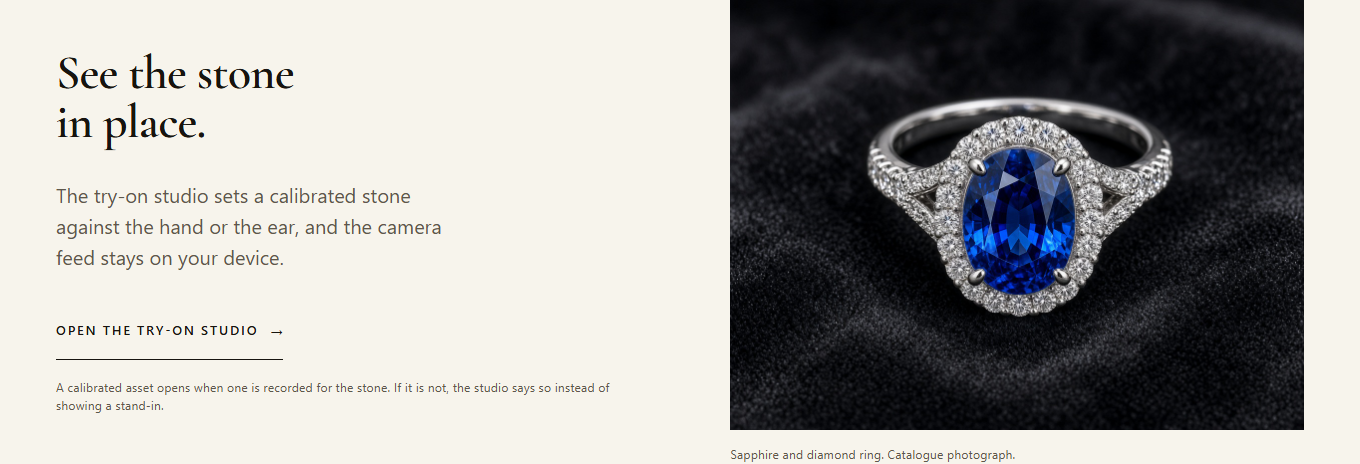 See the stone
in place.
The try-on studio sets a calibrated stone
against the hand or the ear, and the camera
feed stays on your device.
OPEN THE TRY-ON STUDIO →
A calibrated asset opens when one is recorded for the stone. If it is not, the studio says so instead of
showing a stand-in.
Sapphire and diamond ring. Catalogue photograph.